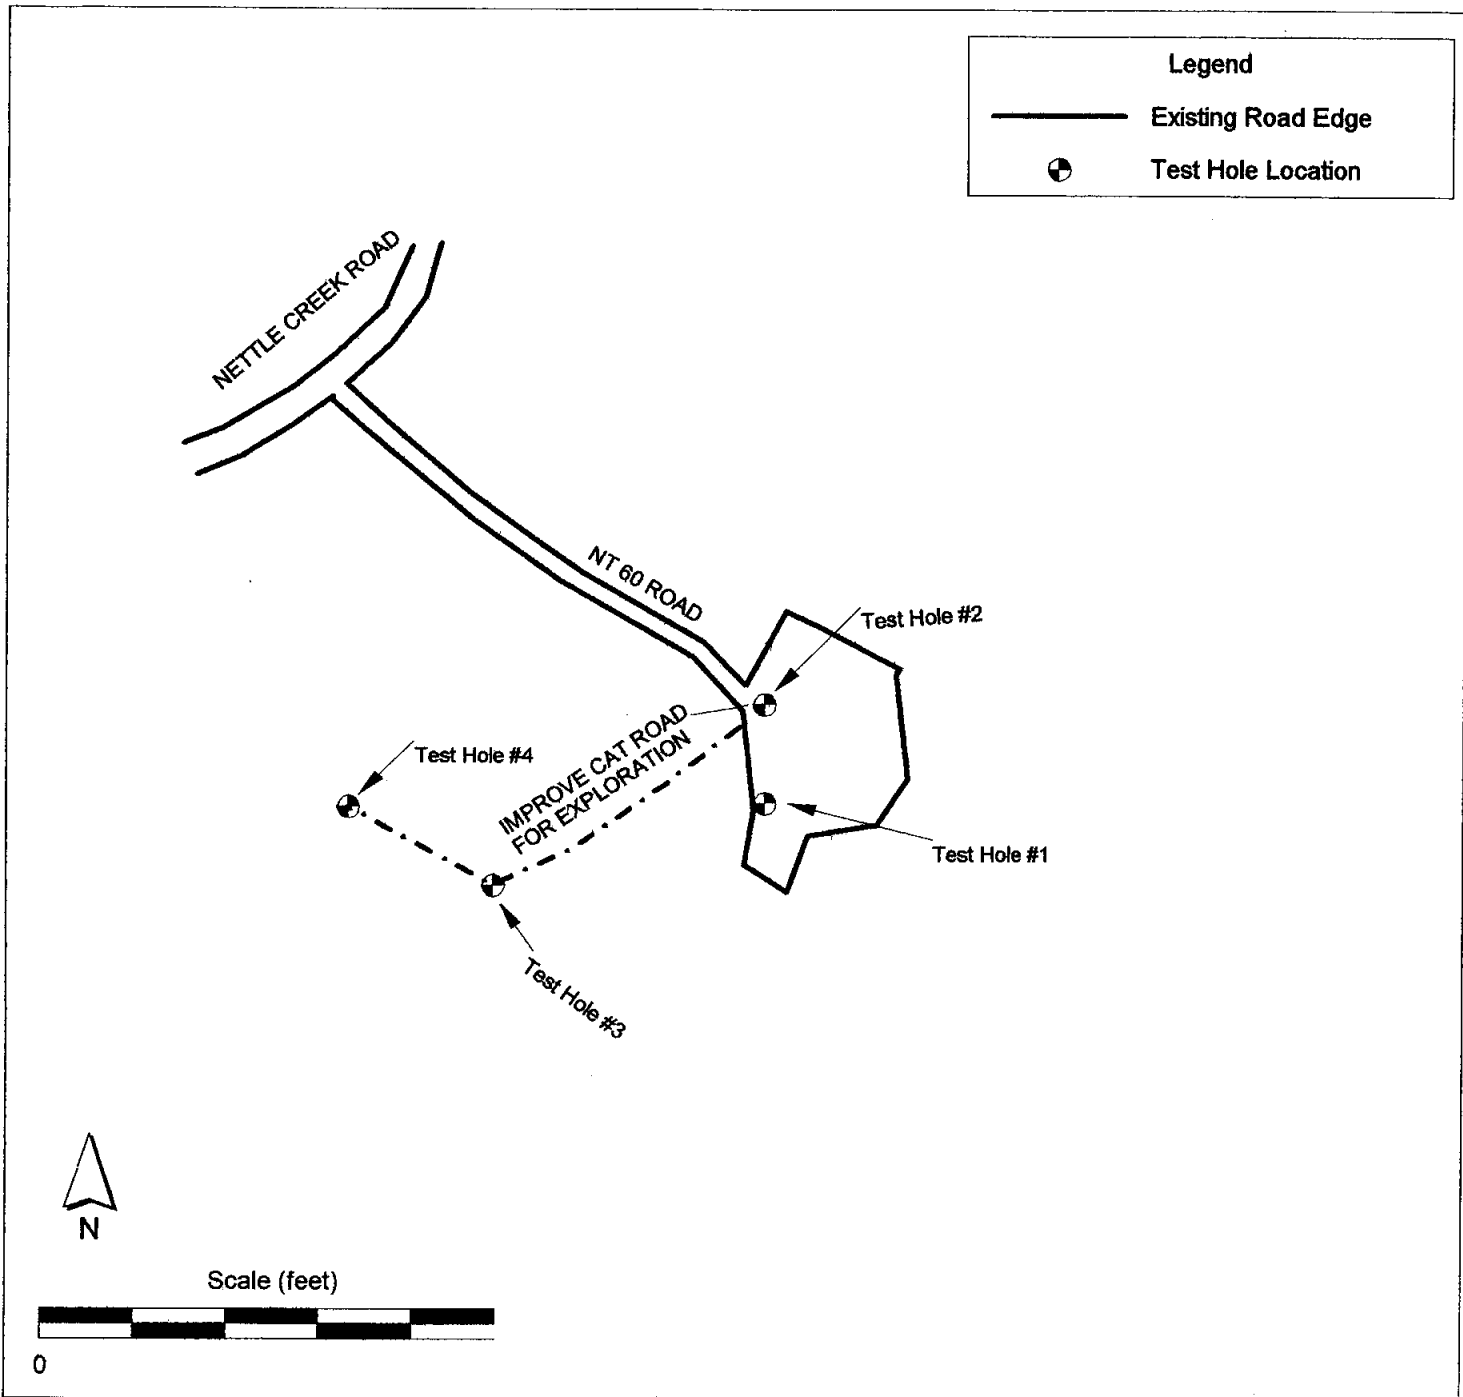 Legend
Existing Road Edge
Test Hole Location
NETTLE CREEK ROAD
NT 60 ROAD
Test Hole #2
IMPROVE CAT ROAD
FOR EXPLORATION
Test Hole #4
Test Hole #1
Test Hole #3
N
Scale (feet)
0